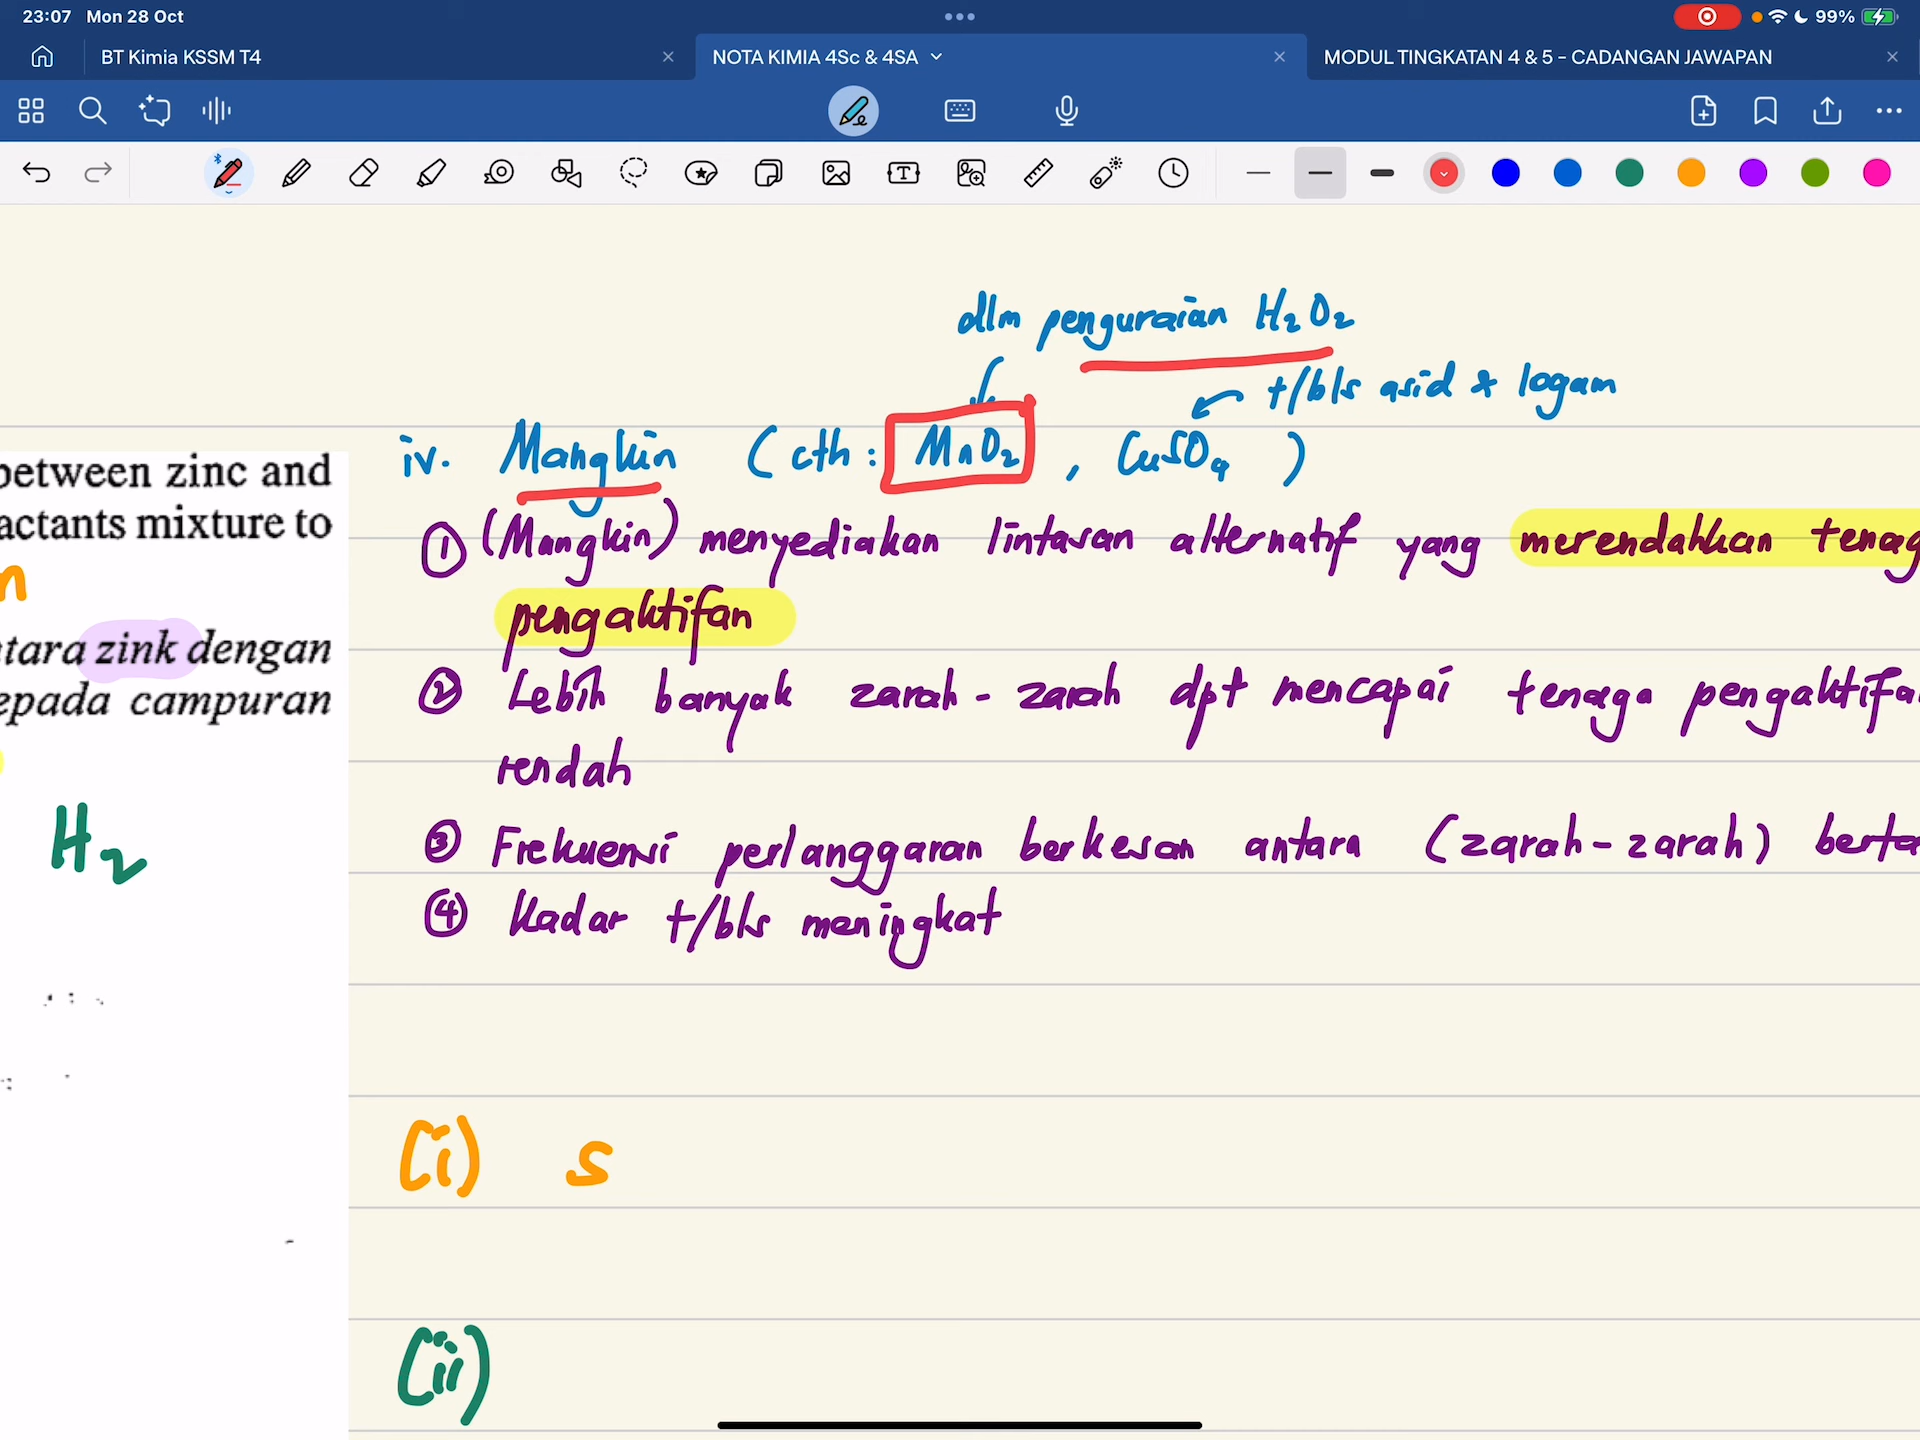 23:07 Mon 28 Oct
99%
BT Kimia KSSM T4
NOTA KIMIA 4Sc & 4SA
MODUL TINGKATAN 4 & 5 - CADANGAN JAWAPAN
dlm penguraian H₂O₂
t/bls asid & logam
iv. Mangkin (cth: MnO₂, CuSO₄)
between zinc and
actants mixture to
n
tara zink dengan
epada campuran
H₂
① (Mangkin) menyediakan lintasan alternatif yang merendahkan tenag
pengaktifan
② Lebih banyak zarah-zarah dpt mencapai tenaga pengaktifa
rendah
③ Frekuensi perlanggaran berkesan antara (zarah-zarah) berta
④ Kadar t/bls meningkat
(i) s
(ii)